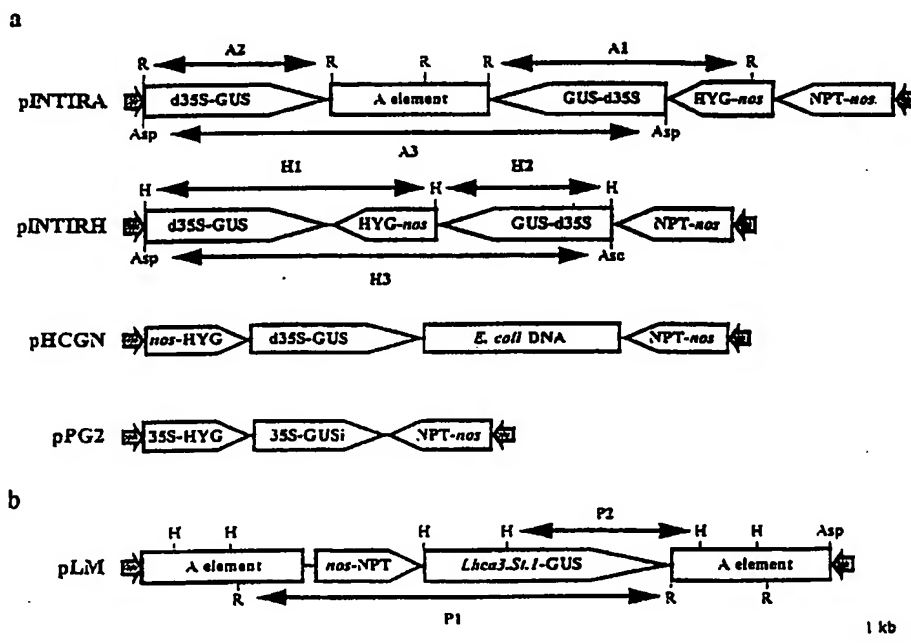 a
A2 A1
R R R R R
pINTIRA d35S-GUS A element GUS-d35S HYG-nos NPT-nos
Asp Asp
A3
H1 H2
H H H
pINTIRH d35S-GUS HYG-nos GUS-d35S NPT-nos
Asp Asc
H3
pHCGN nos-HYG d35S-GUS E. coli DNA NPT-nos
pPG2 35S-HYG 35S-GUSi NPT-nos
b
P2
H H H H H H Asp
pLM A element nos-NPT Lhca3.St.1-GUS A element
R R R
P1
1 kb